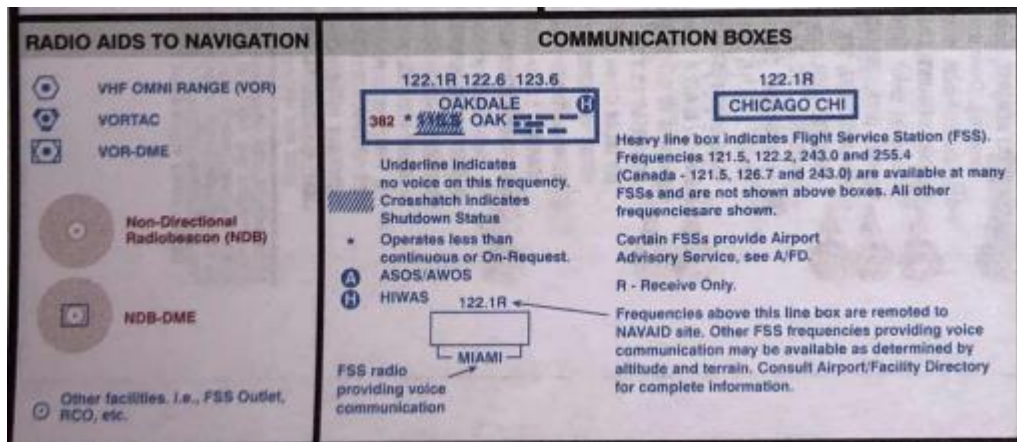 RADIO AIDS TO NAVIGATION
VHF OMNI RANGE (VOR)
VORTAC
VOR-DME
Non-Directional
Radiobeacon (NDB)
NDB-DME
Other facilities. i.e., FSS Outlet,
RCO, etc.
COMMUNICATION BOXES
122.1R 122.6 123.6
OAKDALE H
382 * OAK
Underline indicates
no voice on this frequency.
Crosshatch indicates
Shutdown Status
* Operates less than
continuous or On-Request.
A ASOS/AWOS
H HIWAS
122.1R
MIAMI
FSS radio
providing voice
communication
122.1R
CHICAGO CHI
Heavy line box indicates Flight Service Station (FSS).
Frequencies 121.5, 122.2, 243.0 and 255.4
(Canada - 121.5, 126.7 and 243.0) are available at many
FSSs and are not shown above boxes. All other
frequenciesare shown.
Certain FSSs provide Airport
Advisory Service, see A/FD.
R - Receive Only.
Frequencies above this line box are remoted to
NAVAID site. Other FSS frequencies providing voice
communication may be available as determined by
altitude and terrain. Consult Airport/Facility Directory
for complete information.